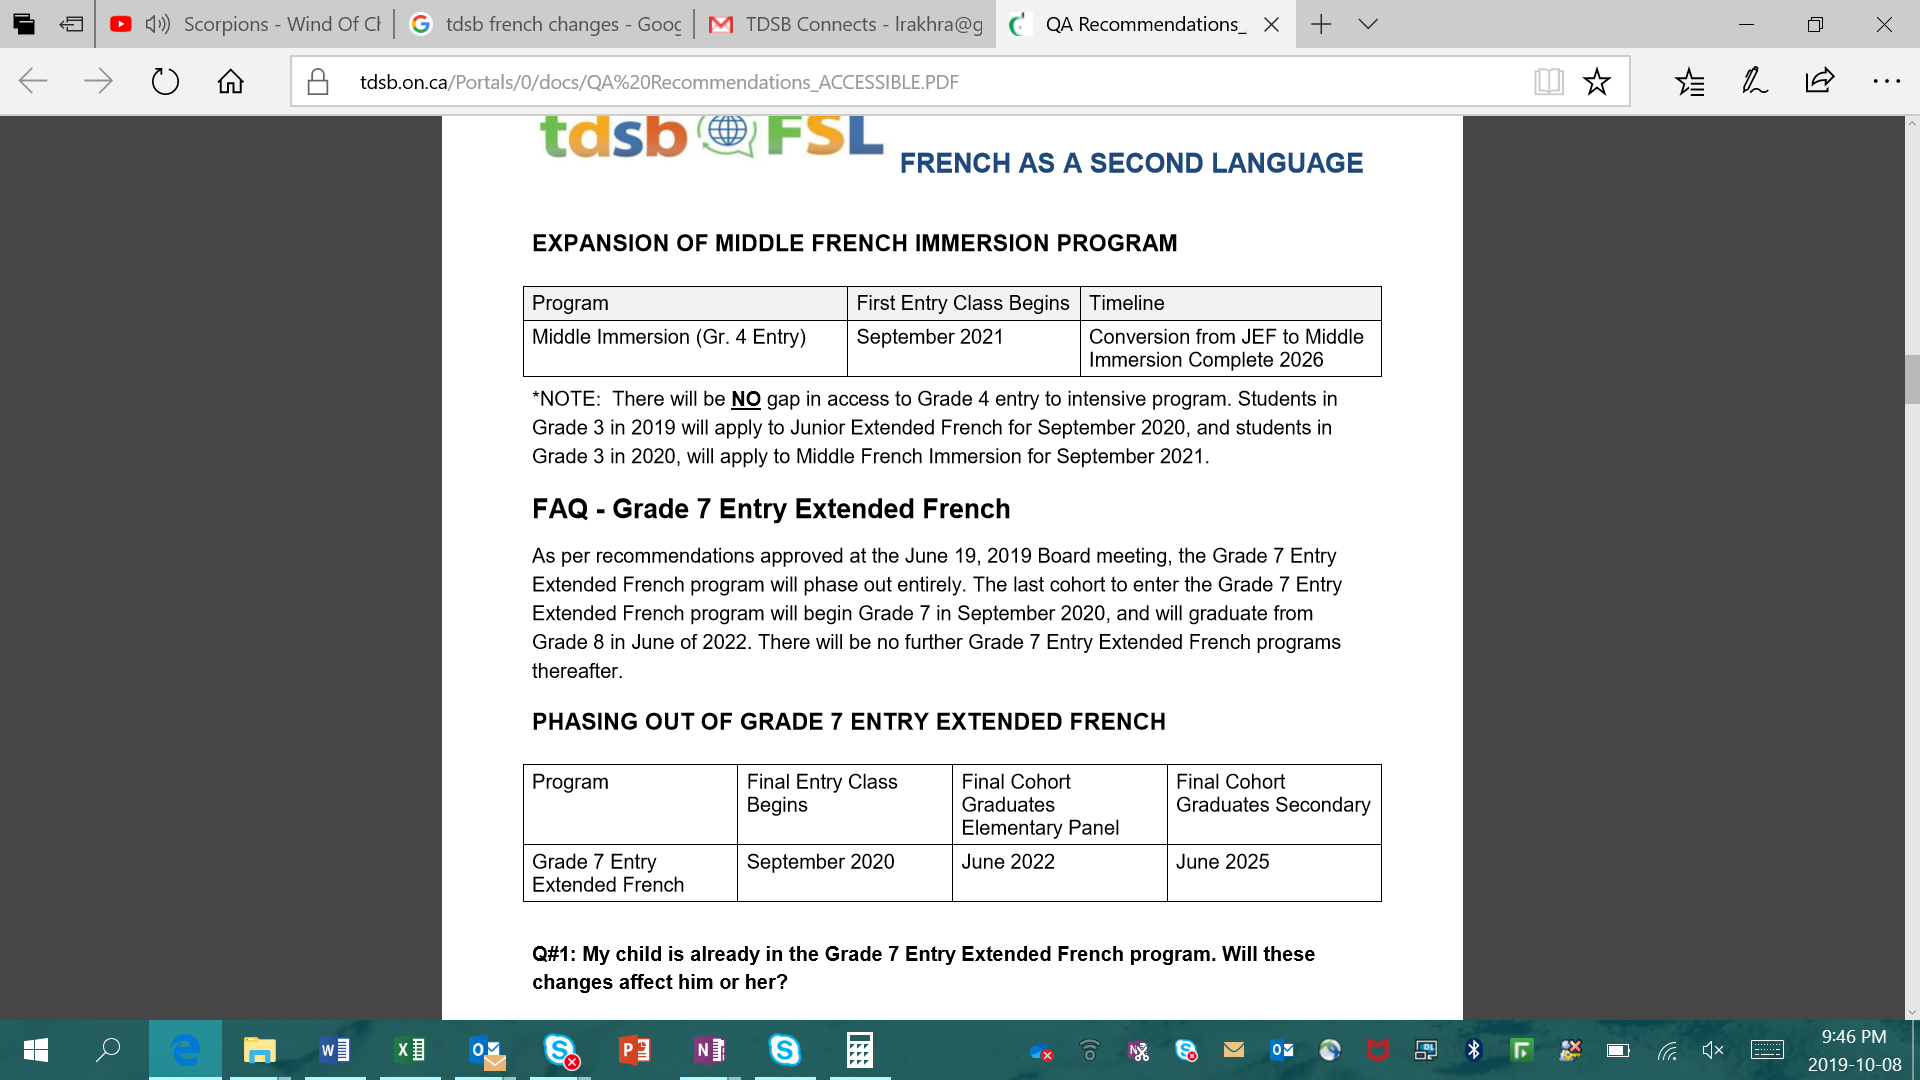 Scorpions - Wind Of Ch
tdsb french changes - Goog
TDSB Connects - lrakhra@g
QA Recommendations_
tdsb.on.ca/Portals/0/docs/QA%20Recommendations_ACCESSIBLE.PDF
tdsb FSL
FRENCH AS A SECOND LANGUAGE
EXPANSION OF MIDDLE FRENCH IMMERSION PROGRAM
Program First Entry Class Begins Timeline
Middle Immersion (Gr. 4 Entry) September 2021 Conversion from JEF to Middle
Immersion Complete 2026
*NOTE: There will be NO gap in access to Grade 4 entry to intensive program. Students in
Grade 3 in 2019 will apply to Junior Extended French for September 2020, and students in
Grade 3 in 2020, will apply to Middle French Immersion for September 2021.
FAQ - Grade 7 Entry Extended French
As per recommendations approved at the June 19, 2019 Board meeting, the Grade 7 Entry
Extended French program will phase out entirely. The last cohort to enter the Grade 7 Entry
Extended French program will begin Grade 7 in September 2020, and will graduate from
Grade 8 in June of 2022. There will be no further Grade 7 Entry Extended French programs
thereafter.
PHASING OUT OF GRADE 7 ENTRY EXTENDED FRENCH
Program Final Entry Class Final Cohort Final Cohort
Begins Graduates Graduates Secondary
Elementary Panel
Grade 7 Entry September 2020 June 2022 June 2025
Extended French
Q#1: My child is already in the Grade 7 Entry Extended French program. Will these
changes affect him or her?
9:46 PM
2019-10-08